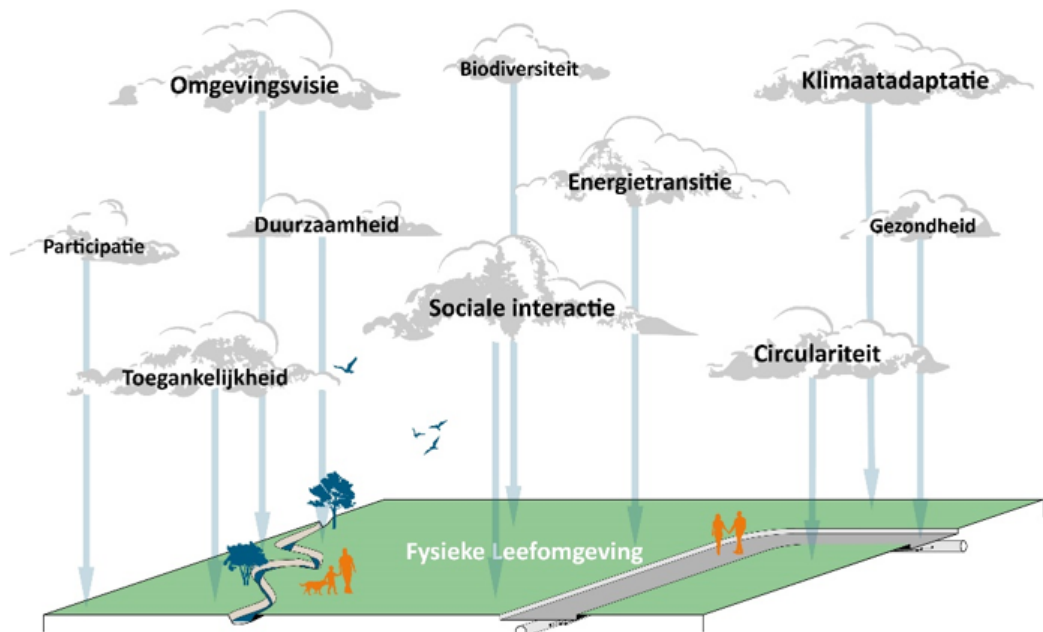 Omgevingsvisie
Biodiversiteit
Klimaatadaptatie
Energietransitie
Participatie
Duurzaamheid
Gezondheid
Sociale interactie
Toegankelijkheid
Circulariteit
Fysieke Leefomgeving